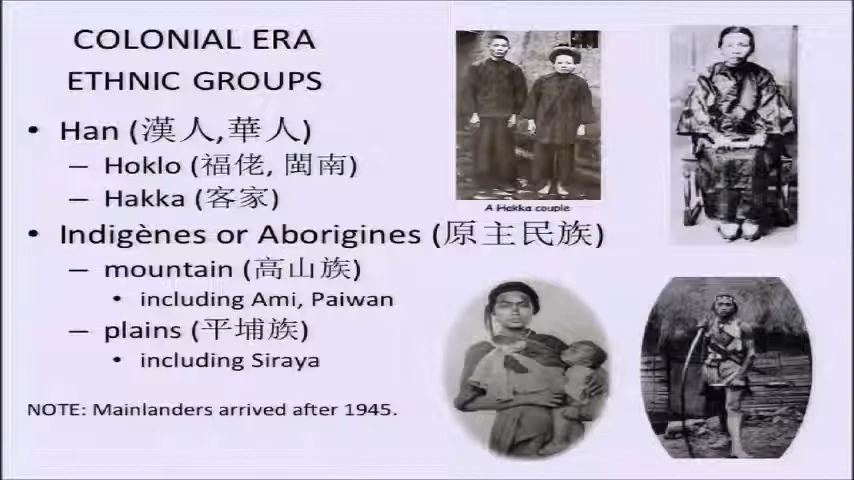 COLONIAL ERA
ETHNIC GROUPS
• Han (漢人,華人)
– Hoklo (福佬, 閩南)
– Hakka (客家)
• Indigènes or Aborigines (原主民族)
– mountain (高山族)
• including Ami, Paiwan
– plains (平埔族)
• including Siraya
NOTE: Mainlanders arrived after 1945.
A Hakka couple